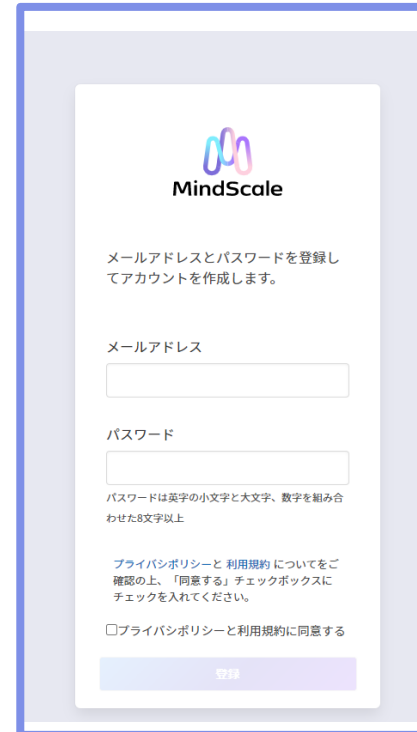 MindScale
メールアドレスとパスワードを登録し
てアカウントを作成します。
メールアドレス
パスワード
パスワードは英字の小文字と大文字、数字を組み合
わせた8文字以上
プライバシポリシーと 利用規約 についてをご
確認の上、「同意する」チェックボックスに
チェックを入れてください。
プライバシポリシーと利用規約に同意する
登録